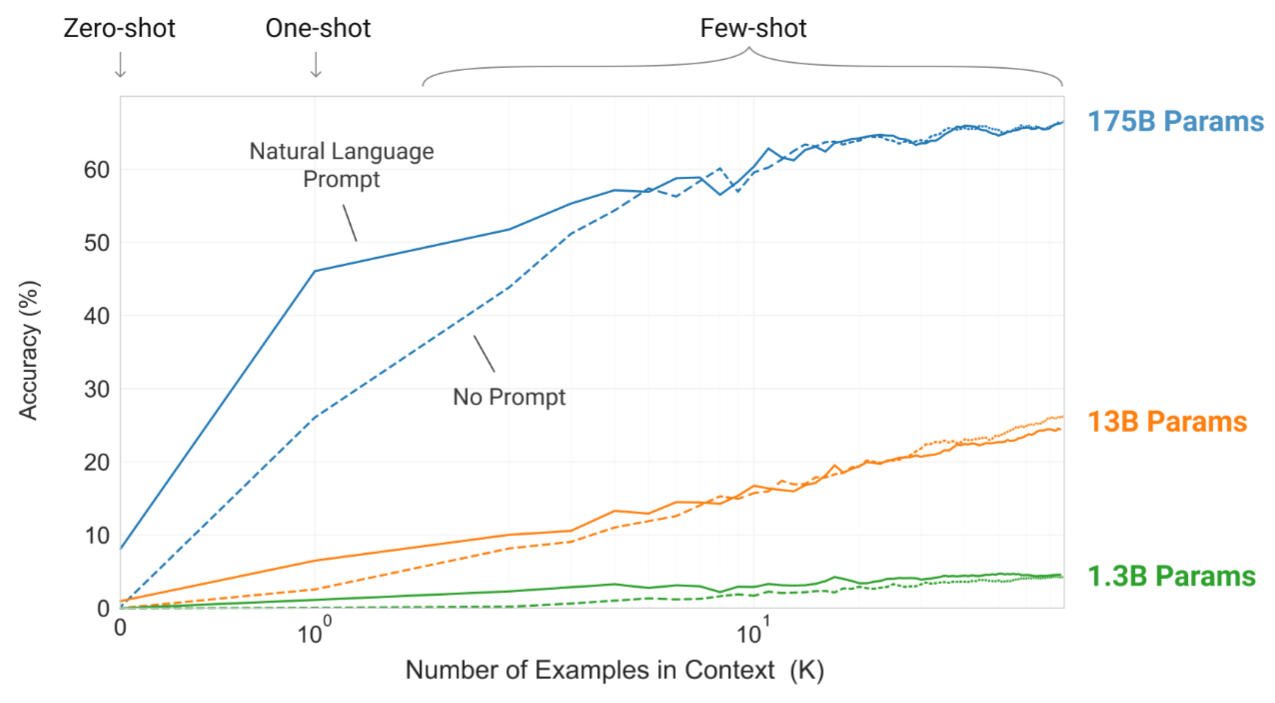 Zero-shot
One-shot
Few-shot
175B Params
Natural Language
Prompt
60
50
40
30
20
10
0
Accuracy (%)
No Prompt
13B Params
1.3B Params
0
10⁰
10¹
Number of Examples in Context (K)